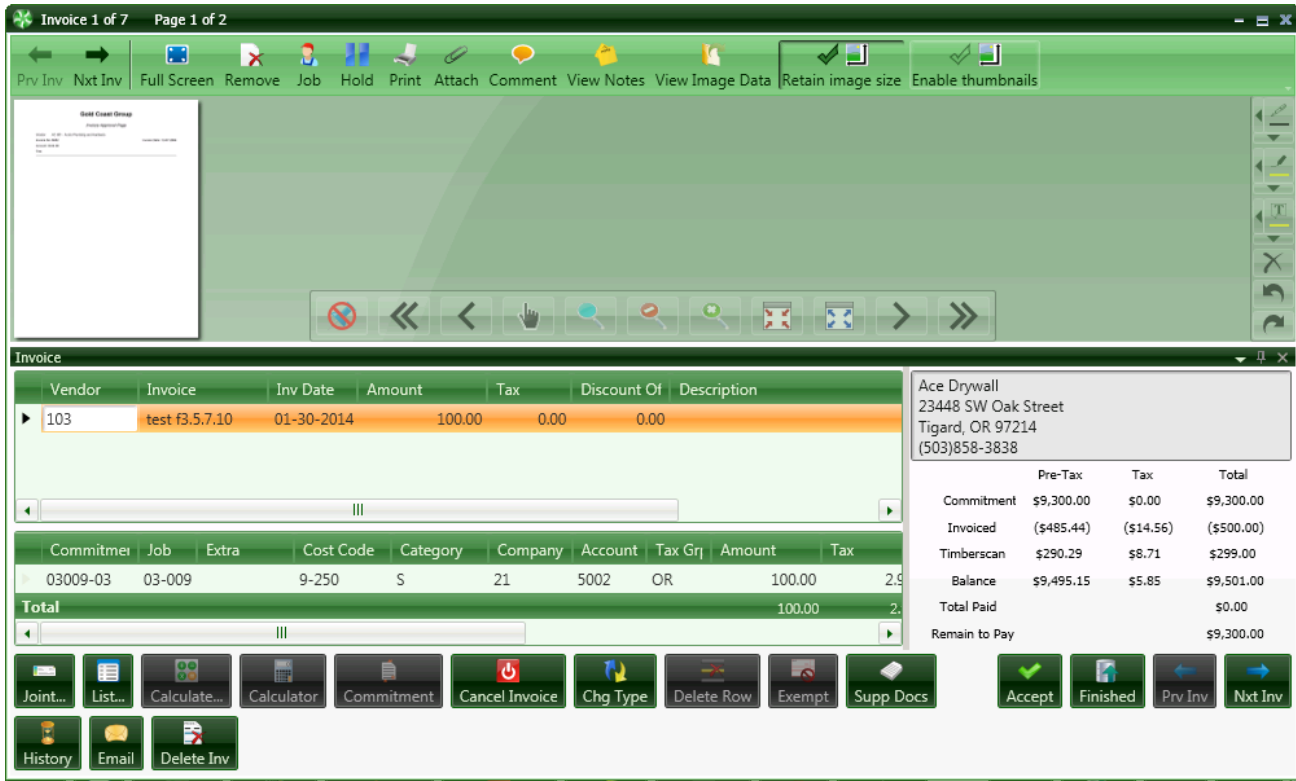 Invoice 1 of 7 Page 1 of 2
Prv Inv Nxt Inv Full Screen Remove Job Hold Print Attach Comment View Notes View Image Data Retain image size Enable thumbnails
Gold Coast Group
Invoice Approval Page
Invoice
Vendor Invoice Inv Date Amount Tax Discount Of Description
103 test f3.5.7.10 01-30-2014 100.00 0.00 0.00
Ace Drywall
23448 SW Oak Street
Tigard, OR 97214
(503)858-3838
Pre-Tax Tax Total
Commitment $9,300.00 $0.00 $9,300.00
Invoiced ($485.44) ($14.56) ($500.00)
Timberscan $290.29 $8.71 $299.00
Balance $9,495.15 $5.85 $9,501.00
Total Paid $0.00
Remain to Pay $9,300.00
Commitmen Job Extra Cost Code Category Company Account Tax Grp Amount Tax
03009-03 03-009 9-250 S 21 5002 OR 100.00 2.9
Total 100.00 2.
Joint... List... Calculate... Calculator Commitment Cancel Invoice Chg Type Delete Row Exempt Supp Docs Accept Finished Prv Inv Nxt Inv
History Email Delete Inv